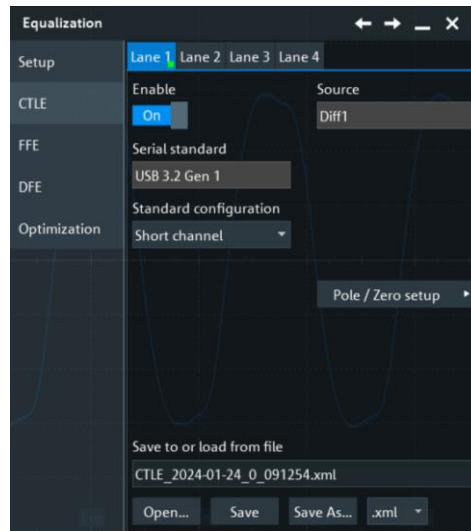 Equalization
Setup
CTLE
FFE
DFE
Optimization
Lane 1 Lane 2 Lane 3 Lane 4
Enable
On
Source
Diff1
Serial standard
USB 3.2 Gen 1
Standard configuration
Short channel
Pole / Zero setup
Save to or load from file
CTLE_2024-01-24_0_091254.xml
Open... Save Save As... .xml